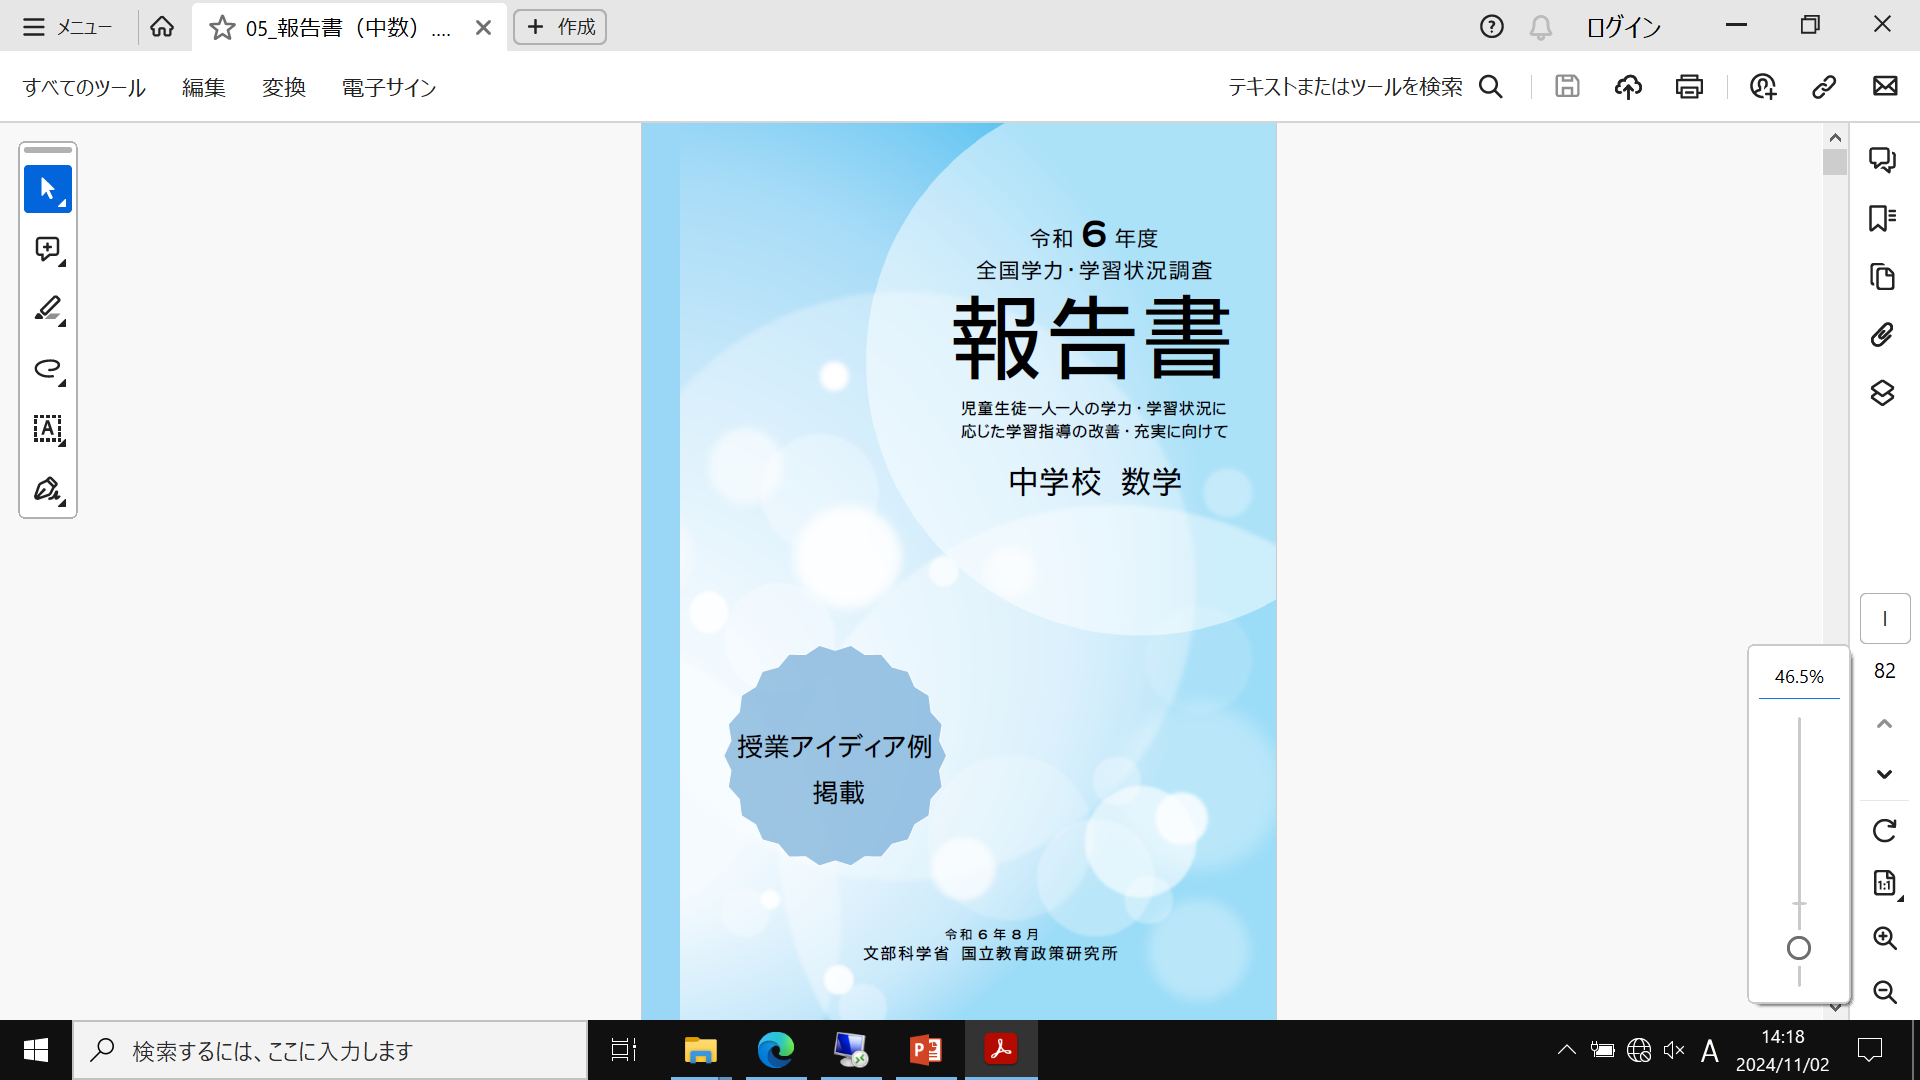 メニュー
05_報告書（中数）....
作成
ログイン
すべてのツール
編集
変換
電子サイン
テキストまたはツールを検索
令和 6 年度
全国学力・学習状況調査
報告書
児童生徒一人一人の学力・学習状況に
応じた学習指導の改善・充実に向けて
中学校 数学
授業アイディア例
掲載
令和 6 年 8 月
文部科学省 国立教育政策研究所
I
82
46.5%
1:1
検索するには、ここに入力します
A
14:18
2024/11/02